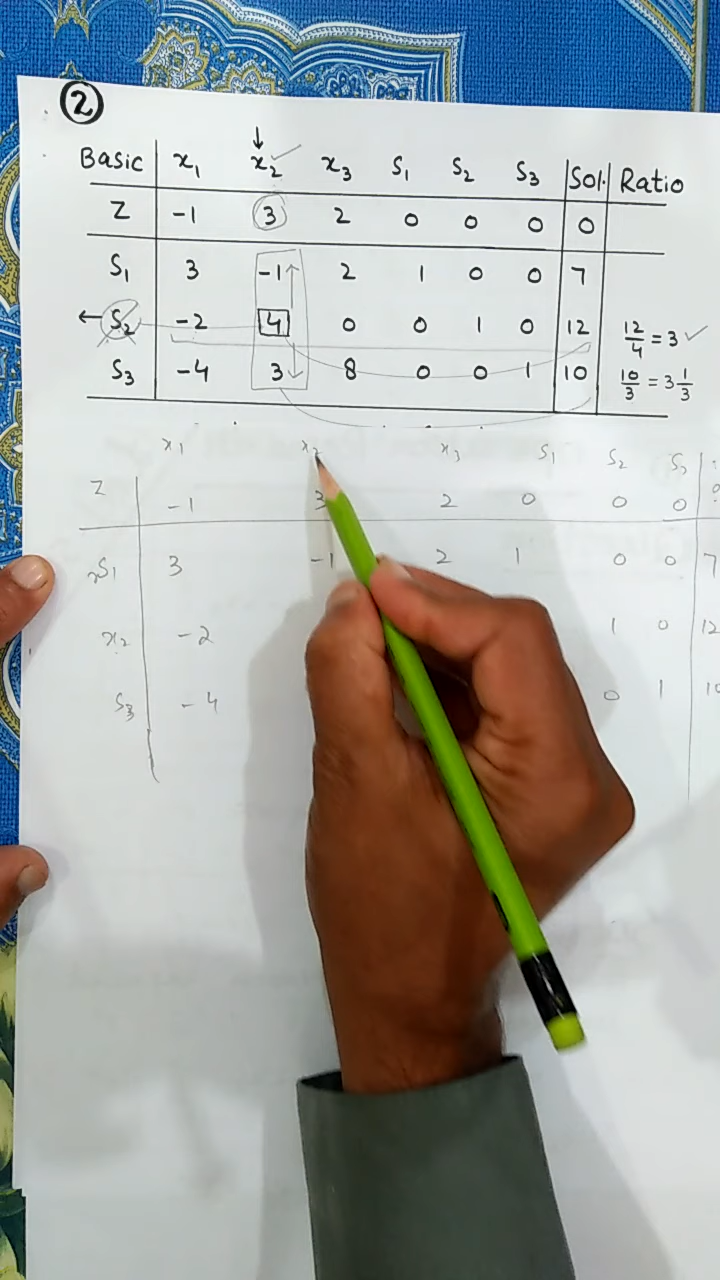 2
↓
Basic x₁ x₂ ✓ x₃ S₁ S₂ S₃ Sol. Ratio
Z -1 3 2 0 0 0 0
S₁ 3 -1 2 1 0 0 7
← S₂ -2 4 0 0 1 0 12 12/4 = 3 ✓
S₃ -4 3 8 0 0 1 10 10/3 = 3 1/3
x₁ x₂ x₃ S₁ S₂ S₃
Z -1 3 2 0 0 0
S₁ 3 -1 2 1 0 0 7
x₂ -2 1 0 12
S₃ -4 0 1